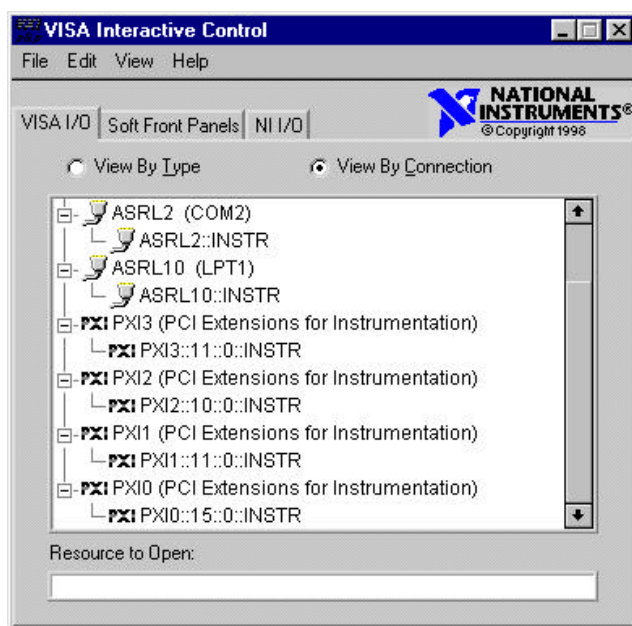 VISA Interactive Control
File Edit View Help
NATIONAL
INSTRUMENTS®
© Copyright 1998
VISA I/O Soft Front Panels NI I/O
View By Type View By Connection
ASRL2 (COM2)
ASRL2::INSTR
ASRL10 (LPT1)
ASRL10::INSTR
PXI PXI3 (PCI Extensions for Instrumentation)
PXI PXI3::11::0::INSTR
PXI PXI2 (PCI Extensions for Instrumentation)
PXI PXI2::10::0::INSTR
PXI PXI1 (PCI Extensions for Instrumentation)
PXI PXI1::11::0::INSTR
PXI PXI0 (PCI Extensions for Instrumentation)
PXI PXI0::15::0::INSTR
Resource to Open: